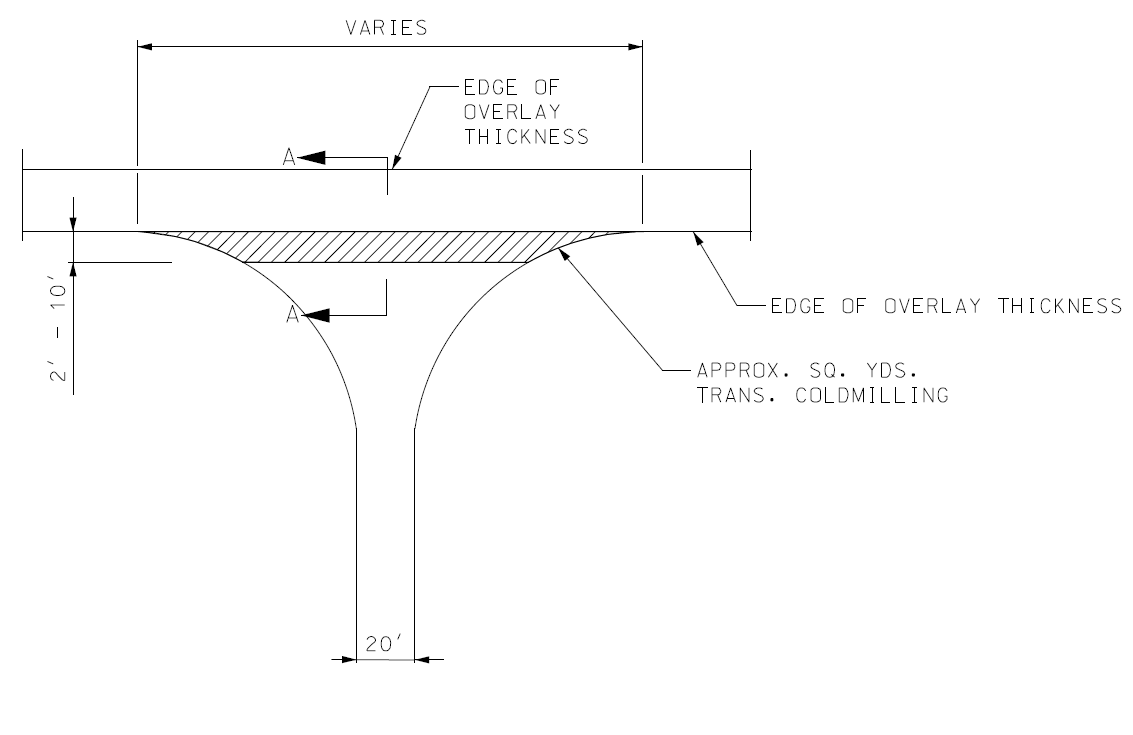 VARIES
EDGE OF
OVERLAY
THICKNESS
A
2' - 10'
A
EDGE OF OVERLAY THICKNESS
APPROX. SQ. YDS.
TRANS. COLDMILLING
20'